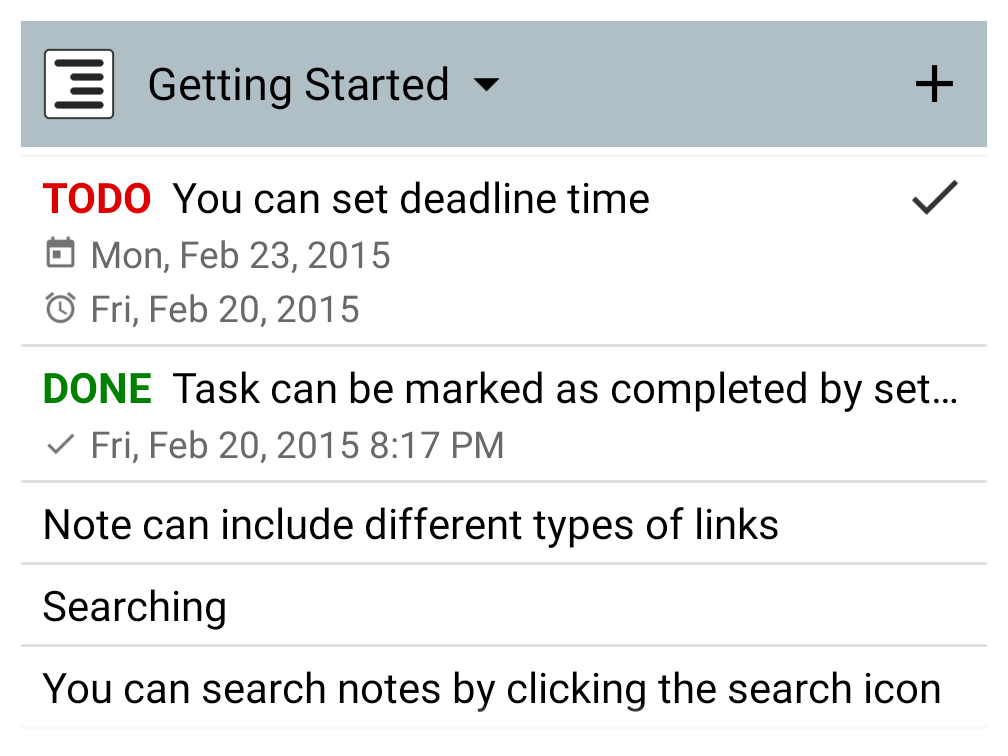 Getting Started
TODO You can set deadline time
Mon, Feb 23, 2015
Fri, Feb 20, 2015
DONE Task can be marked as completed by set…
Fri, Feb 20, 2015 8:17 PM
Note can include different types of links
Searching
You can search notes by clicking the search icon